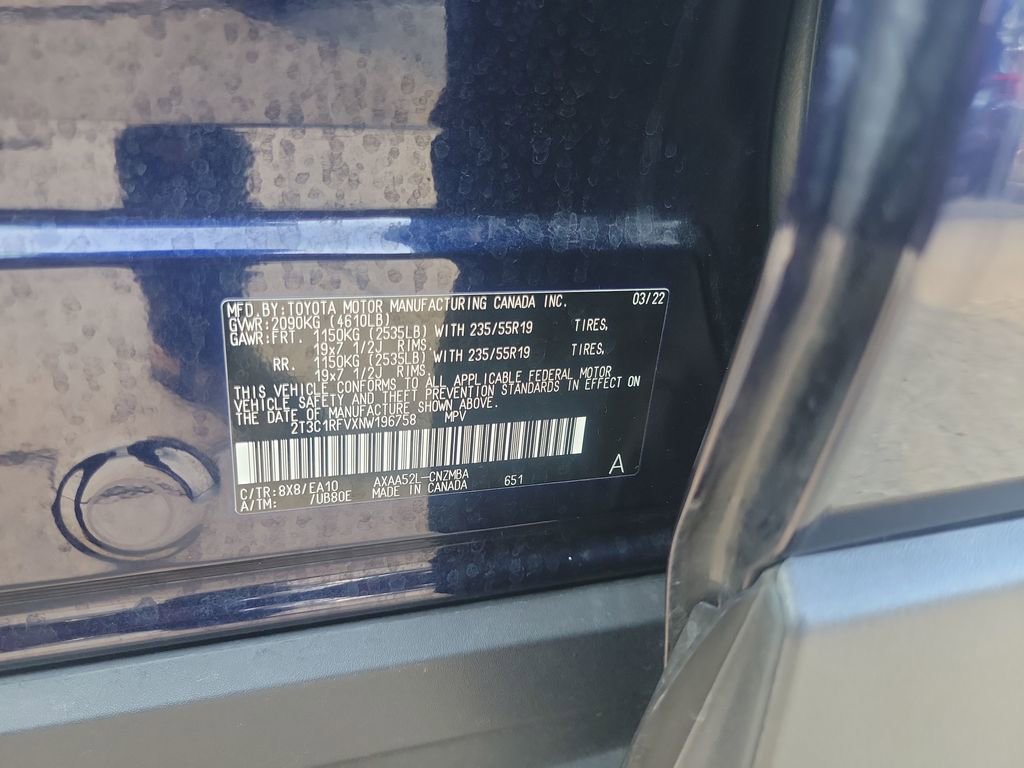 MFD. BY: TOYOTA MOTOR MANUFACTURING CANADA INC. 03/22
GVWR: 2090KG (4610LB)
GAWR: FRT. 1150KG (2535LB) WITH 235/55R19 TIRES,
19x7 1/2J RIMS.
RR. 1150KG (2535LB) WITH 235/55R19 TIRES,
19x7 1/2J RIMS.
THIS VEHICLE CONFORMS TO ALL APPLICABLE FEDERAL MOTOR
VEHICLE SAFETY AND THEFT PREVENTION STANDARDS IN EFFECT ON
THE DATE OF MANUFACTURE SHOWN ABOVE.
2T3C1RFVXNW196758 MPV
C/TR: 8X8/EA10 AXAA52L-CNZMBA 651 A
A/TM: /UB80E MADE IN CANADA